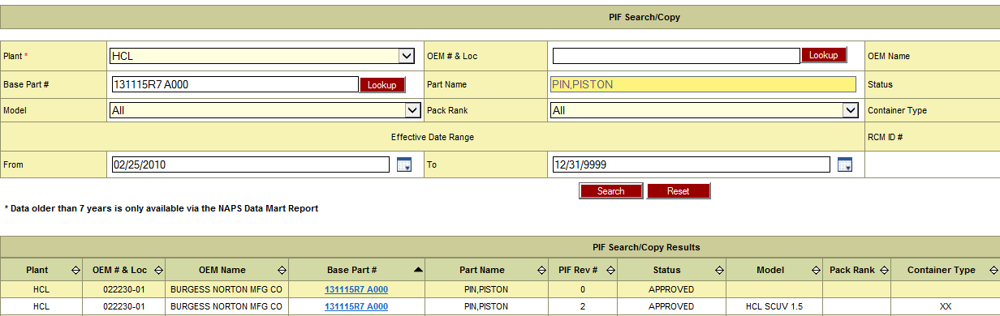 PIF Search/Copy
Plant * HCL OEM # & Loc Lookup OEM Name
Base Part # 131115R7 A000 Lookup Part Name PIN,PISTON Status
Model All Pack Rank All Container Type
Effective Date Range RCM ID #
From 02/25/2010 To 12/31/9999
Search Reset
* Data older than 7 years is only available via the NAPS Data Mart Report
PIF Search/Copy Results
Plant OEM # & Loc OEM Name Base Part # Part Name PIF Rev # Status Model Pack Rank Container Type
HCL 022230-01 BURGESS NORTON MFG CO 131115R7 A000 PIN,PISTON 0 APPROVED
HCL 022230-01 BURGESS NORTON MFG CO 131115R7 A000 PIN,PISTON 2 APPROVED HCL SCUV 1.5 XX